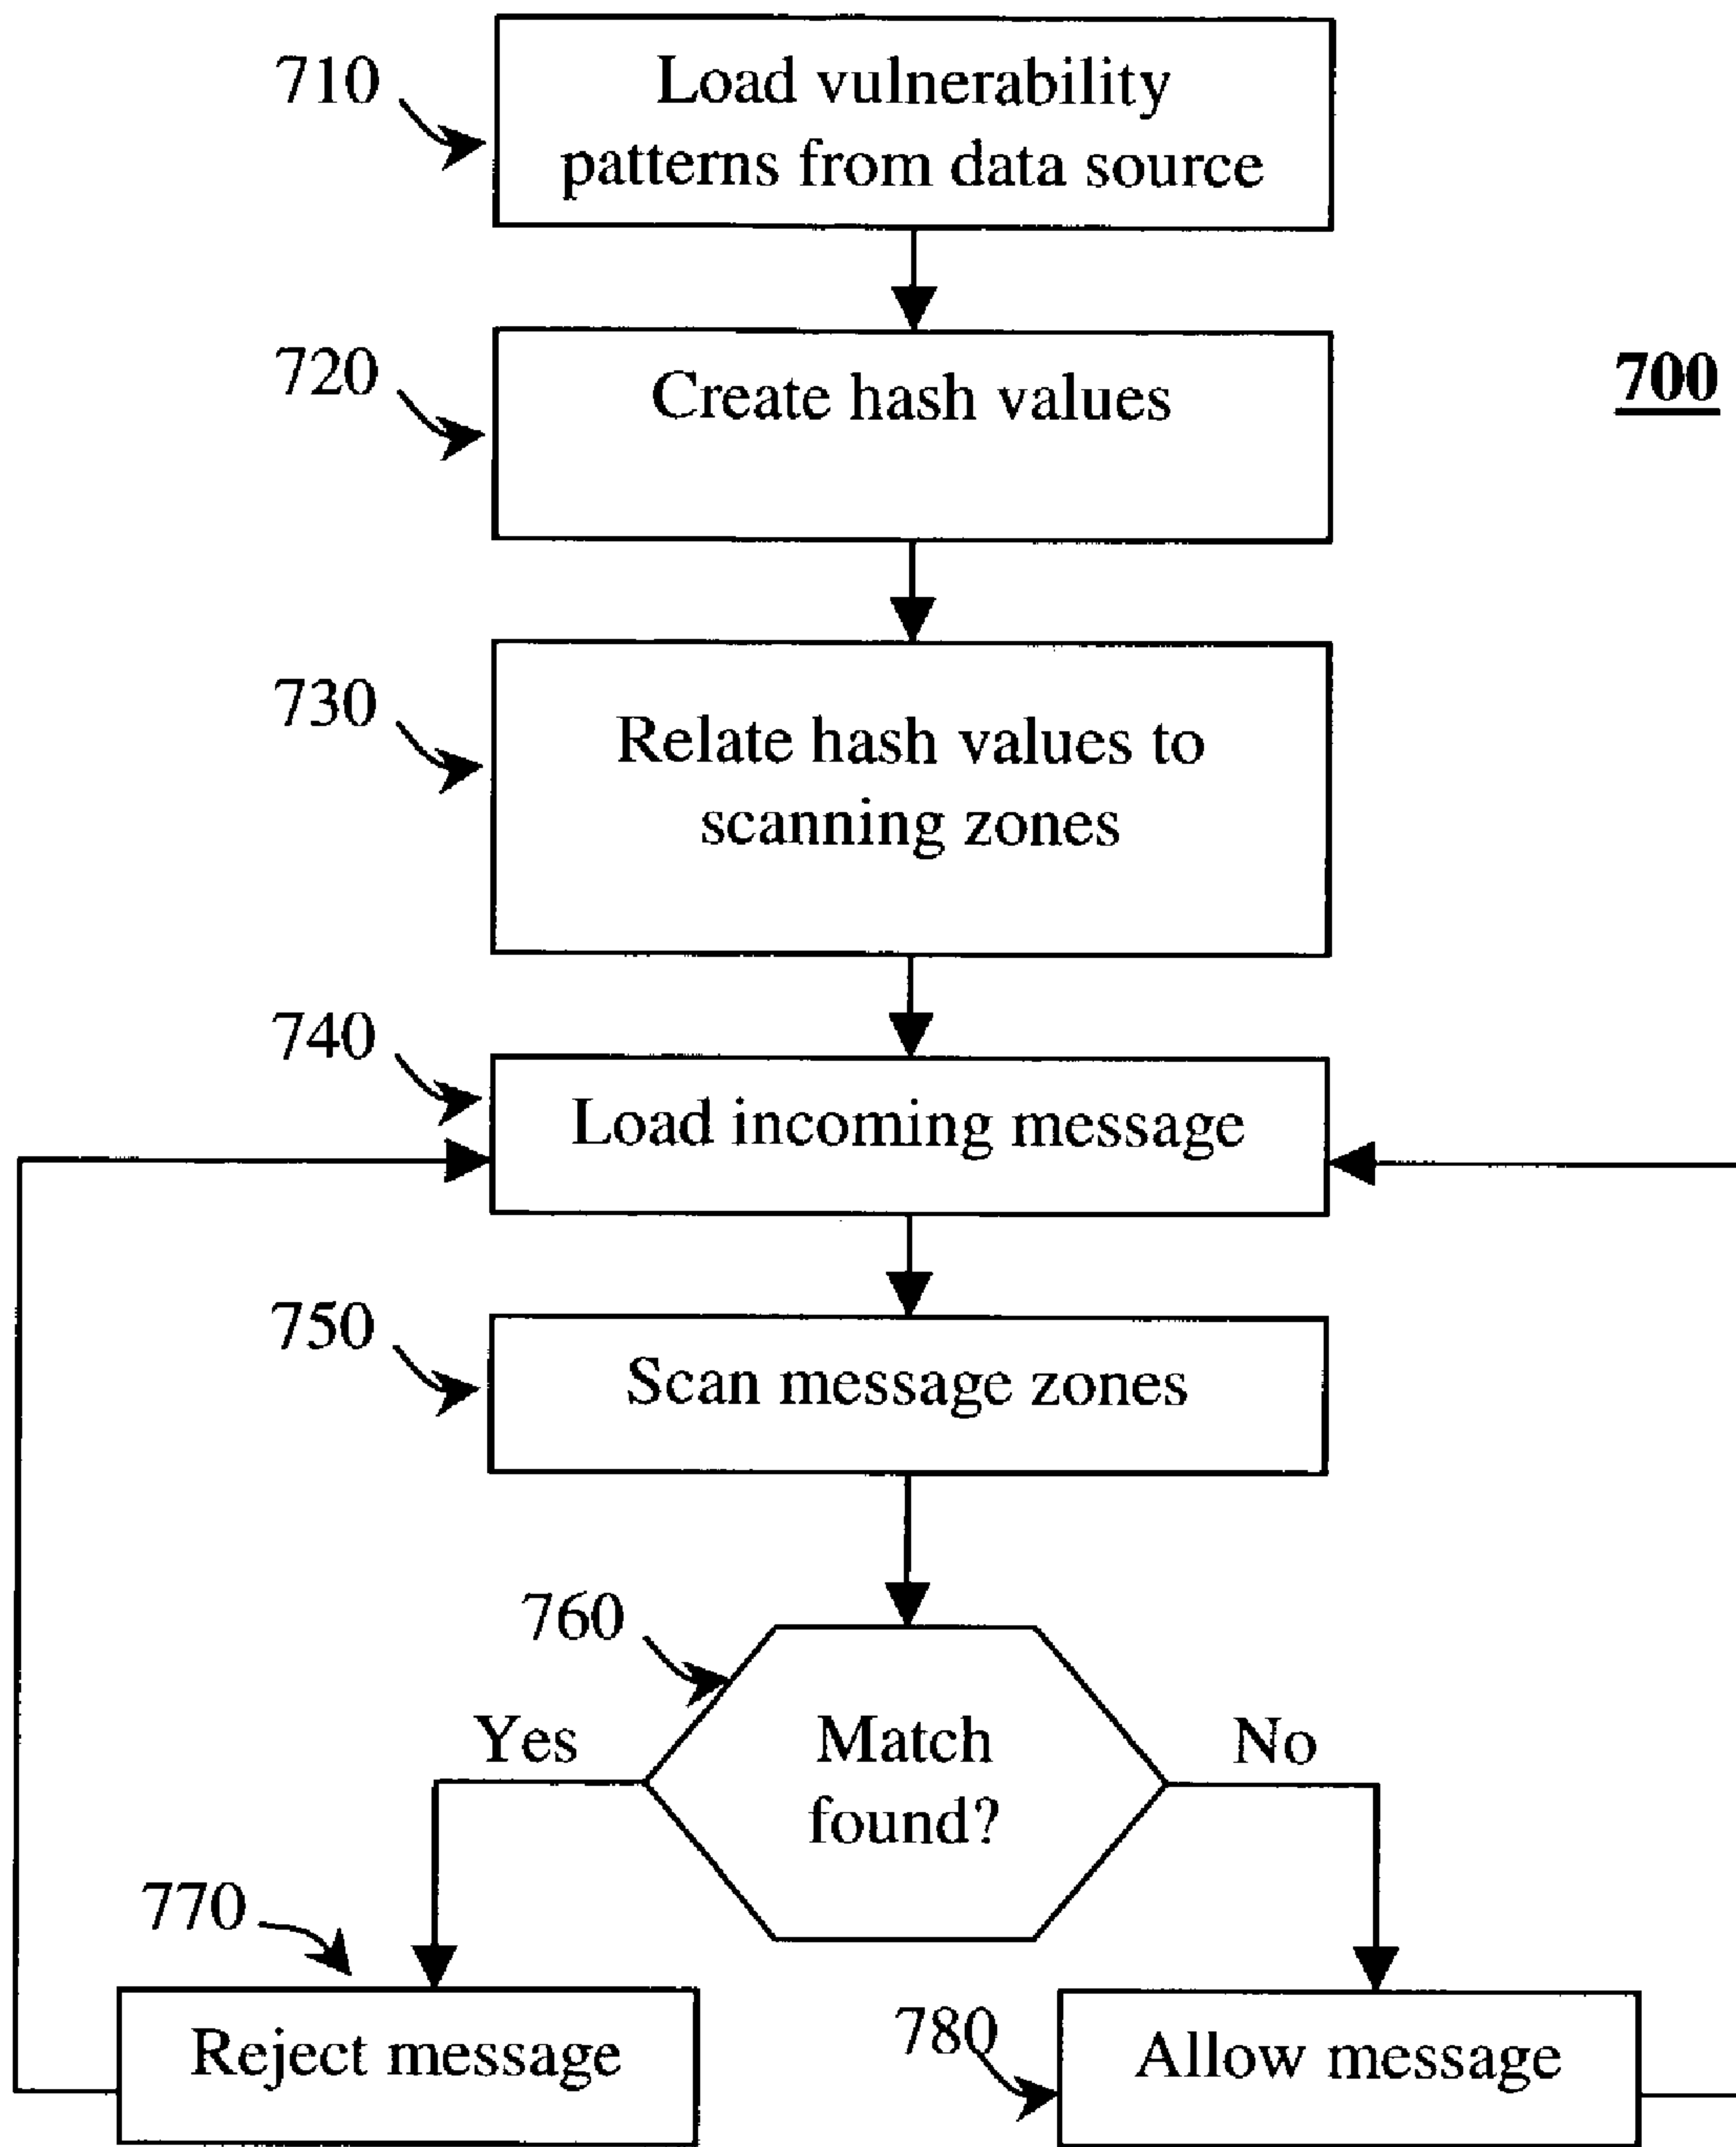 710
Load vulnerability
patterns from data source
720
Create hash values
700
730
Relate hash values to
scanning zones
740
Load incoming message
750
Scan message zones
760
Yes
Match
found?
No
770
Reject message
780
Allow message